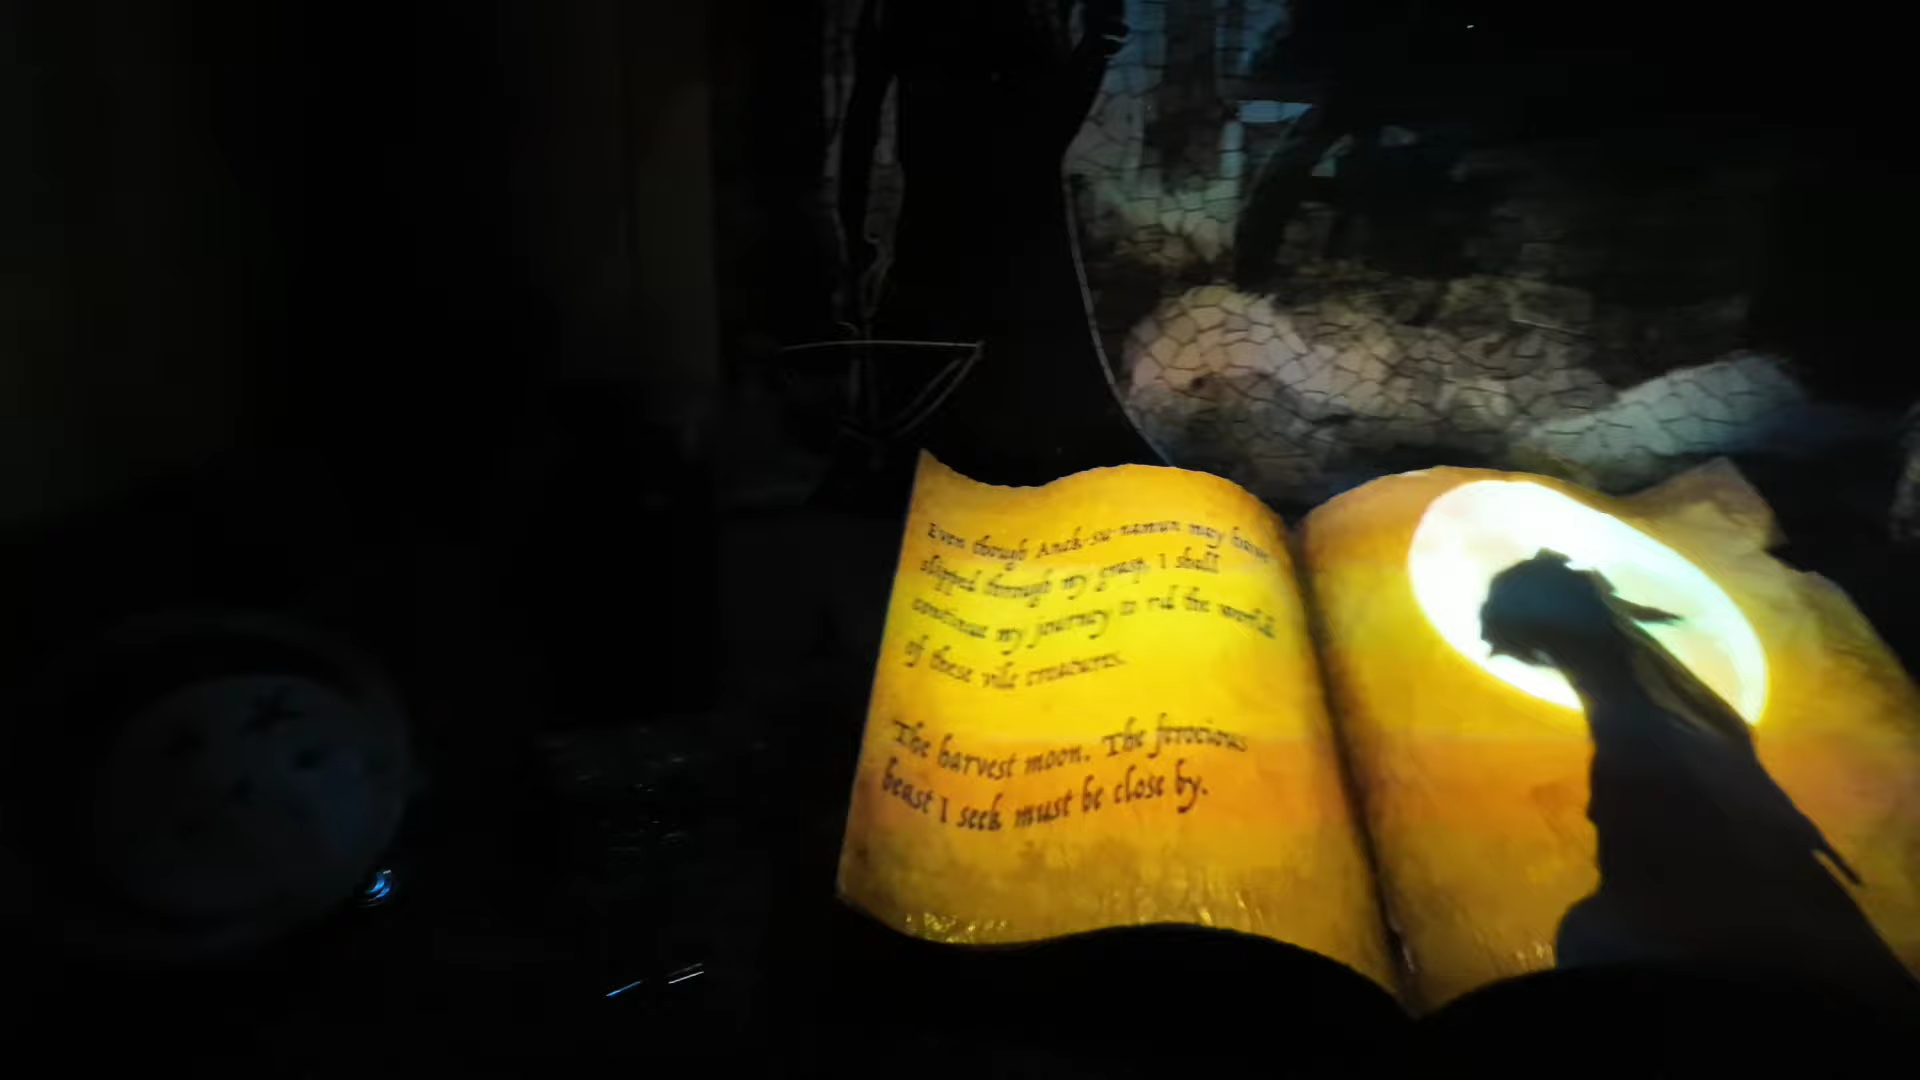 Even though Anck-su-namun may have
slipped through my grasp, I shall
continue my journey to rid the world
of these vile creatures.
The harvest moon. The ferocious
beast I seek must be close by.